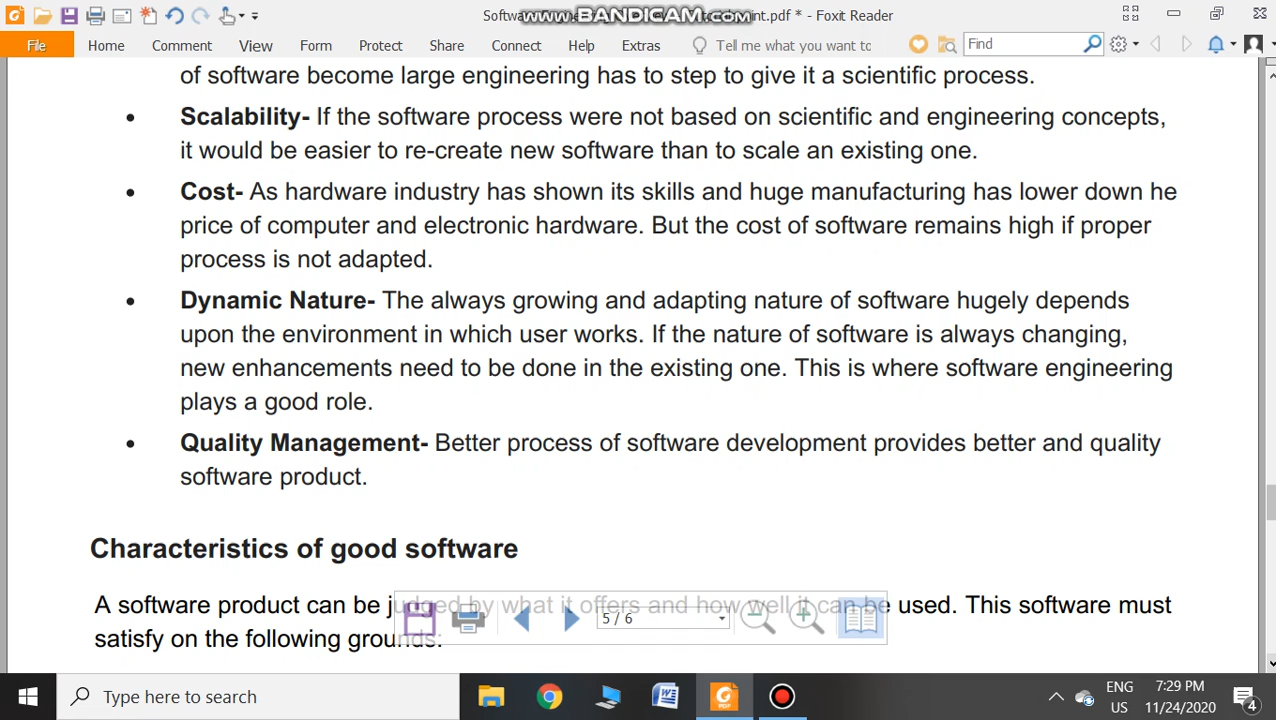 Softwar
int.pdf * - Foxit Reader
www.BANDICAM.com
File Home Comment View Form Protect Share Connect Help Extras Tell me what you want to Find
of software become large engineering has to step to give it a scientific process.
• Scalability- If the software process were not based on scientific and engineering concepts,
it would be easier to re-create new software than to scale an existing one.
• Cost- As hardware industry has shown its skills and huge manufacturing has lower down he
price of computer and electronic hardware. But the cost of software remains high if proper
process is not adapted.
• Dynamic Nature- The always growing and adapting nature of software hugely depends
upon the environment in which user works. If the nature of software is always changing,
new enhancements need to be done in the existing one. This is where software engineering
plays a good role.
• Quality Management- Better process of software development provides better and quality
software product.
Characteristics of good software
A software product can be judged by what it offers and how well it can be used. This software must
satisfy on the following grounds:
5 / 6
Type here to search
ENG 7:29 PM
US 11/24/2020 4